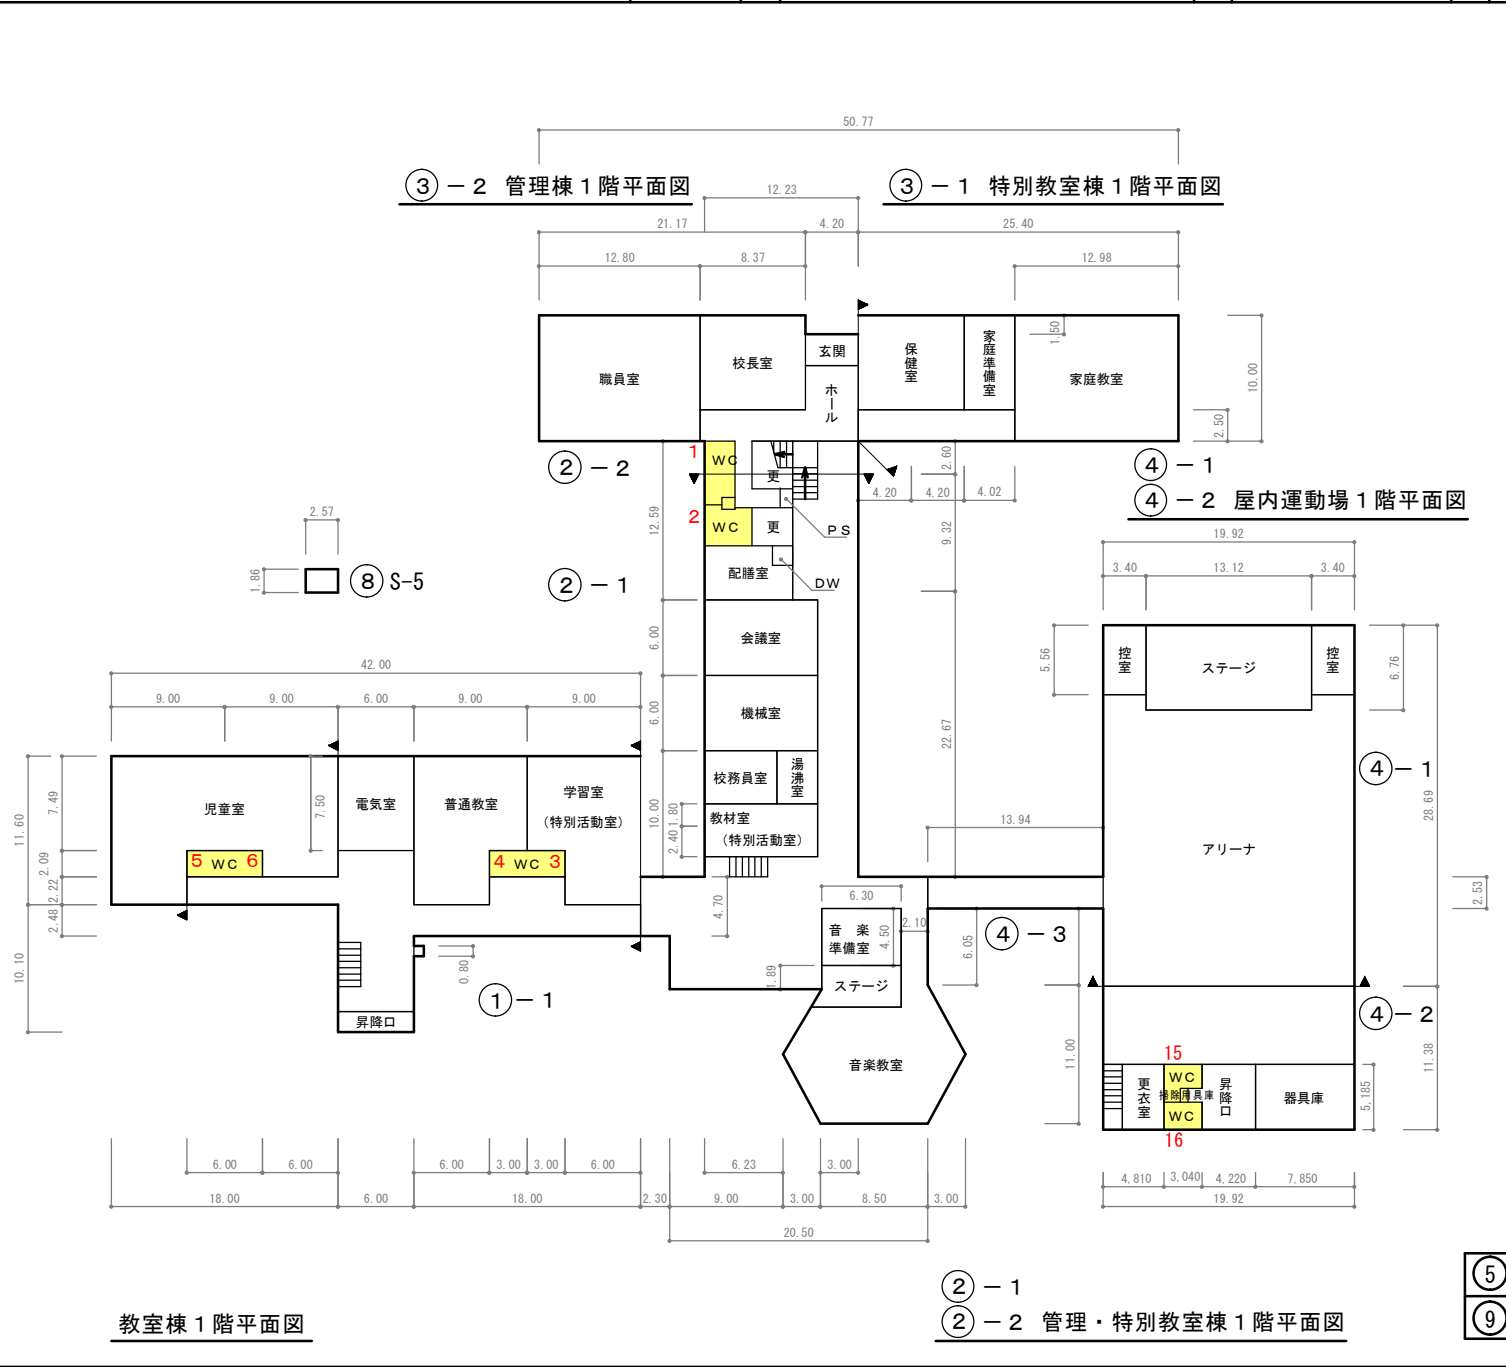 50.77
③－２ 管理棟１階平面図
12.23
③－１ 特別教室棟１階平面図
21.17
4.20
25.40
12.80
8.37
12.98
職員室
校長室
玄関
ホール
保健室
家庭準備室
家庭教室
1.50
10.00
2.50
②－２
1
WC
更
2
WC
更
PS
配膳室
DW
12.59
2.60
4.20
4.20
4.02
9.32
④－１
④－２ 屋内運動場１階平面図
2.57
1.86
⑧ S-5
②－１
会議室
6.00
機械室
6.00
22.67
校務員室
湯沸室
教材室
（特別活動室）
10.00
1.80
2.40
19.92
3.40
13.12
3.40
控室
ステージ
控室
5.56
6.76
アリーナ
④－１
28.69
42.00
9.00
9.00
6.00
9.00
9.00
児童室
電気室
普通教室
学習室
（特別活動室）
7.50
5 WC 6
4 WC 3
11.60
7.49
2.09
2.22
2.48
10.10
0.80
昇降口
①－１
4.70
13.94
6.30
2.10
音楽準備室
4.50
1.89
ステージ
音楽教室
④－３
6.05
11.00
2.53
④－２
11.38
15
WC
掃除用具庫
WC
16
更衣室
昇降口
器具庫
5,185
6.00
6.00
6.00
3.00
3.00
6.00
6.23
3.00
18.00
6.00
18.00
2.30
9.00
3.00
8.50
3.00
20.50
4,810
3,040
4,220
7,850
19.92
教室棟１階平面図
②－１
②－２ 管理・特別教室棟１階平面図
⑤
⑨